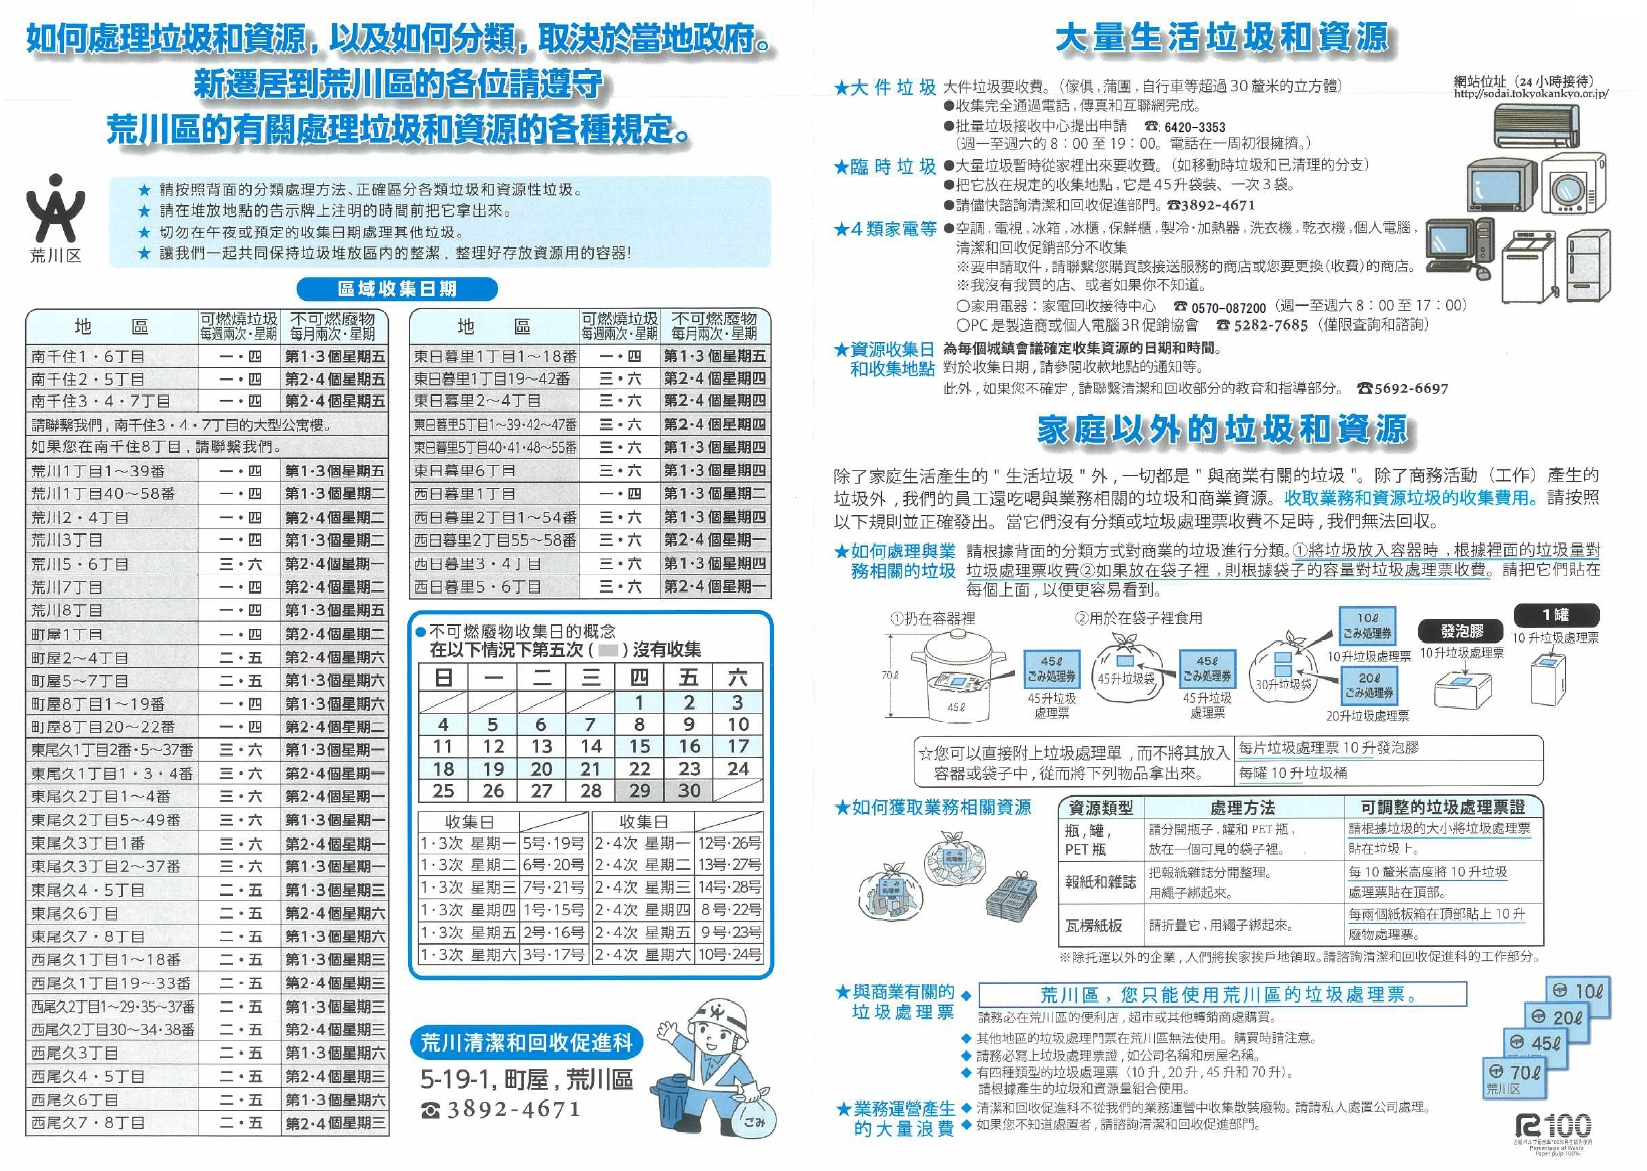 如何處理垃圾和資源，以及如何分類，取決於當地政府。
新遷居到荒川區的各位請遵守
荒川區的有關處理垃圾和資源的各種規定。
荒川区
★ 請按照背面的分類處理方法、正確區分各類垃圾和資源性垃圾。
★ 請在堆放地點的告示牌上注明的時間前把它拿出來。
★ 切勿在午夜或預定的收集日期處理其他垃圾。
★ 讓我們一起共同保持垃圾堆放區内的整潔，整理好存放資源用的容器!
區域收集日期
地 區 可燃燒垃圾 每週兩次・星期 不可燃廢物 每月兩次・星期
南千住1・6丁目 一・四 第1・3個星期五
南千住2・5丁目 一・四 第2・4個星期五
南千住3・4・7丁目 一・四 第2・4個星期五
請聯繫我們，南千住3・4・7丁目的大型公寓樓。
如果您在南千住8丁目，請聯繫我們。
荒川1丁目1～39番 一・四 第1・3個星期五
荒川1丁目40～58番 一・四 第1・3個星期二
荒川2・4丁目 一・四 第2・4個星期二
荒川3丁目 一・四 第1・3個星期二
荒川5・6丁目 三・六 第2・4個星期一
荒川7丁目 一・四 第2・4個星期二
荒川8丁目 一・四 第1・3個星期五
町屋1丁目 一・四 第2・4個星期二
町屋2～4丁目 二・五 第2・4個星期六
町屋5～7丁目 二・五 第1・3個星期六
町屋8丁目1～19番 一・四 第1・3個星期六
町屋8丁目20～22番 一・四 第2・4個星期二
東尾久1丁目2番・5～37番 三・六 第1・3個星期一
東尾久1丁目1・3・4番 三・六 第2・4個星期一
東尾久2丁目1～4番 三・六 第2・4個星期一
東尾久2丁目5～49番 三・六 第1・3個星期一
東尾久3丁目1番 三・六 第2・4個星期一
東尾久3丁目2～37番 三・六 第1・3個星期一
東尾久4・5丁目 二・五 第1・3個星期三
東尾久6丁目 二・五 第2・4個星期六
東尾久7・8丁目 二・五 第1・3個星期六
西尾久1丁目1～18番 二・五 第1・3個星期三
西尾久1丁目19～33番 二・五 第2・4個星期三
西尾久2丁目1～29・35～37番 二・五 第1・3個星期三
西尾久2丁目30～34・38番 二・五 第2・4個星期三
西尾久3丁目 二・五 第1・3個星期六
西尾久4・5丁目 二・五 第2・4個星期三
西尾久6丁目 二・五 第1・3個星期六
西尾久7・8丁目 二・五 第2・4個星期三
地 區 可燃燒垃圾 每週兩次・星期 不可燃廢物 每月兩次・星期
東日暮里1丁目1～18番 一・四 第1・3個星期五
東日暮里1丁目19～42番 三・六 第2・4個星期四
東日暮里2～4丁目 三・六 第2・4個星期四
東日暮里5丁目1～39・42～47番 三・六 第2・4個星期四
東日暮里5丁目40・41・48～55番 三・六 第1・3個星期四
東日暮里6丁目 三・六 第1・3個星期四
西日暮里1丁目 一・四 第1・3個星期二
西日暮里2丁目1～54番 三・六 第1・3個星期四
西日暮里2丁目55～58番 三・六 第2・4個星期一
西日暮里3・4丁目 三・六 第1・3個星期四
西日暮里5・6丁目 三・六 第2・4個星期一
●不可燃廢物收集日的概念
在以下情況下第五次（ ）沒有收集
日 一 二 三 四 五 六
1 2 3
4 5 6 7 8 9 10
11 12 13 14 15 16 17
18 19 20 21 22 23 24
25 26 27 28 29 30
收集日 收集日
1・3次 星期一 5号・19号 2・4次 星期一 12号・26号
1・3次 星期二 6号・20号 2・4次 星期二 13号・27号
1・3次 星期三 7号・21号 2・4次 星期三 14号・28号
1・3次 星期四 1号・15号 2・4次 星期四 8号・22号
1・3次 星期五 2号・16号 2・4次 星期五 9号・23号
1・3次 星期六 3号・17号 2・4次 星期六 10号・24号
荒川清潔和回收促進科
5-19-1, 町屋，荒川區
☎3892-4671
ごみ
大量生活垃圾和資源
網站位址（24小時接待）
http://sodai.tokyokankyo.or.jp/
★大件垃圾 大件垃圾要收費。（傢俱，蒲團，自行車等超過30釐米的立方體）
●收集完全通過電話，傳真和互聯網完成。
●批量垃圾接收中心提出申請 ☎: 6420-3353
（週一至週六的8：00至19：00。電話在一周初很擁擠。）
★臨時垃圾 ●大量垃圾暫時從家裡出來要收費。（如移動時垃圾和已清理的分支）
●把它放在規定的收集地點，它是45升袋裝、一次3袋。
●請儘快諮詢清潔和回收促進部門。☎3892-4671
★4類家電等 ●空調，電視，冰箱，冰櫃，保鮮櫃，製冷・加熱器，洗衣機，乾衣機，個人電腦，
清潔和回收促銷部分不收集
※要申請取件，請聯繫您購買該接送服務的商店或您要更換（收費）的商店。
※我沒有我買的店、或者如果你不知道。
○家用電器：家電回收接待中心 ☎0570-087200（週一至週六8：00至17：00）
○PC是製造商或個人電腦3R促銷協會 ☎5282-7685（僅限查詢和諮詢）
★資源收集日和收集地點 為每個城鎮會議確定收集資源的日期和時間。
對於收集日期，請參閱收款地點的通知等。
此外，如果您不確定，請聯繫清潔和回收部分的教育和指導部分。☎5692-6697
家庭以外的垃圾和資源
除了家庭生活產生的＂生活垃圾＂外，一切都是＂與商業有關的垃圾＂。除了商務活動（工作）產生的
垃圾外，我們的員工還吃喝與業務相關的垃圾和商業資源。收取業務和資源垃圾的收集費用。請按照
以下規則並正確發出。當它們沒有分類或垃圾處理票收費不足時，我們無法回収。
★如何處理與業務相關的垃圾 請根據背面的分類方式對商業的垃圾進行分類。①將垃圾放入容器時，根據裡面的垃圾量對
垃圾處理票收費②如果放在袋子裡，則根據袋子的容量對垃圾處理票收費。請把它們貼在
每個上面，以便更容易看到。
①扔在容器裡 ②用於在袋子裡食用
70ℓ
45ℓ
45ℓ
ごみ処理券
45升垃圾
處理票
45升垃圾袋
45ℓ
ごみ処理券
45升垃圾
處理票
30升垃圾袋
10ℓ
ごみ処理券
10升垃圾處理票
20ℓ
ごみ処理券
20升垃圾處理票
發泡膠
10升垃圾處理票
1罐
10升垃圾處理票
☆您可以直接附上垃圾處理單，而不將其放入
容器或袋子中，從而將下列物品拿出來。
每片垃圾處理票10升發泡膠
每罐10升垃圾桶
★如何獲取業務相關資源
資源類型 處理方法 可調整的垃圾處理票證
瓶，罐，PET瓶 請分開瓶子，罐和PET瓶，放在一個可見的袋子裡。 請根據垃圾的大小將垃圾處理票貼在垃圾上。
報紙和雜誌 把報紙雜誌分開整理。用繩子綁起來。 每10釐米高度將10升垃圾處理票貼在頂部。
瓦楞紙板 請折疊它，用繩子綁起來。 每兩個紙板箱在頂部貼上10升廢物處理票。
※除托運以外的企業，人們將挨家挨戶地領取。請諮詢清潔和回收促進科的工作部分。
★與商業有關的垃圾處理票 ◆ 荒川區，您只能使用荒川區的垃圾處理票。
請務必在荒川區的便利店，超市或其他轉銷商處購買。
◆ 其他地區的垃圾處理門票在荒川區無法使用。購買時請注意。
◆ 請務必寫上垃圾處理票證，如公司名稱和房屋名稱。
◆ 有四種類型的垃圾處理票（10升，20升，45升和70升）。
請根據產生的垃圾和資源量組合使用。
10ℓ
20ℓ
45ℓ
70ℓ
荒川区
★業務運營產生的大量浪費 ◆ 清潔和回收促進科不從我們的業務運營中收集散裝廢物。請請私人處置公司處理。
◆ 如果您不知道處置者，請諮詢清潔和回收促進部門。
R100
Percentage of Waste
Paper pulp 100%